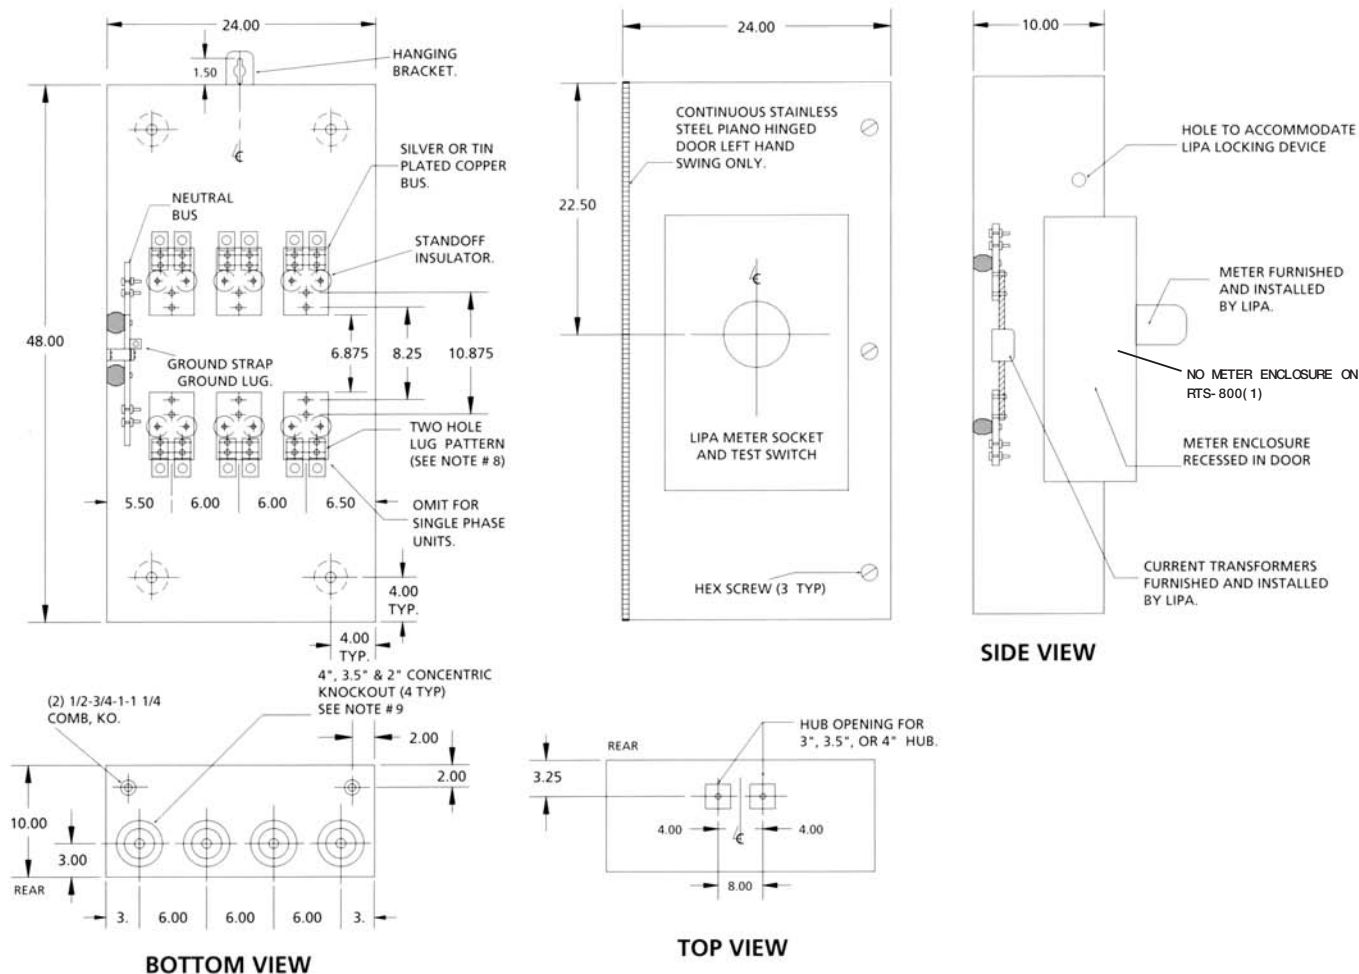 24.00
1.50
HANGING
BRACKET.
48.00
SILVER OR TIN
PLATED COPPER
BUS.
NEUTRAL
BUS
STANDOFF
INSULATOR.
6.875
8.25
10.875
GROUND STRAP
GROUND LUG.
TWO HOLE
LUG PATTERN
(SEE NOTE # 8)
5.50
6.00
6.00
6.50
OMIT FOR
SINGLE PHASE
UNITS.
4.00
TYP.
4.00
TYP.
24.00
CONTINUOUS STAINLESS
STEEL PIANO HINGED
DOOR LEFT HAND
SWING ONLY.
22.50
℄
LIPA METER SOCKET
AND TEST SWITCH
HEX SCREW (3 TYP)
10.00
HOLE TO ACCOMMODATE
LIPA LOCKING DEVICE
METER FURNISHED
AND INSTALLED
BY LIPA.
NO METER ENCLOSURE ON
RTS-800(1)
METER ENCLOSURE
RECESSED IN DOOR
CURRENT TRANSFORMERS
FURNISHED AND INSTALLED
BY LIPA.
SIDE VIEW
4", 3.5" & 2" CONCENTRIC
KNOCKOUT (4 TYP)
SEE NOTE #9
(2) 1/2-3/4-1-1 1/4
COMB, KO.
2.00
2.00
10.00
3.00
REAR
3.
6.00
6.00
6.00
3.
BOTTOM VIEW
HUB OPENING FOR
3", 3.5", OR 4" HUB.
REAR
3.25
4.00
℄
4.00
8.00
TOP VIEW
℄